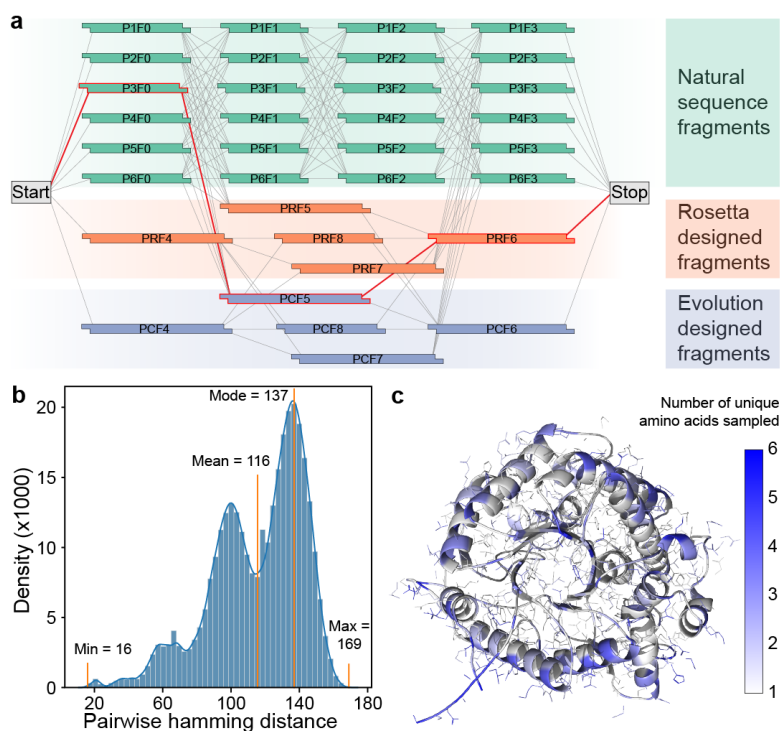 a
P1F0 P1F1 P1F2 P1F3
P2F0 P2F1 P2F2 P2F3
P3F0 P3F1 P3F2 P3F3
P4F0 P4F1 P4F2 P4F3
P5F0 P5F1 P5F2 P5F3
P6F0 P6F1 P6F2 P6F3
Natural
sequence
fragments
Start
Stop
PRF5
PRF4 PRF8 PRF6
PRF7
Rosetta
designed
fragments
PCF5
PCF4 PCF8 PCF6
PCF7
Evolution
designed
fragments
b
Density (x1000)
20
15
10
5
0
Mode = 137
Mean = 116
Min = 16
Max =
169
20 60 100 140 180
Pairwise hamming distance
c
Number of unique
amino acids sampled
6
5
4
3
2
1